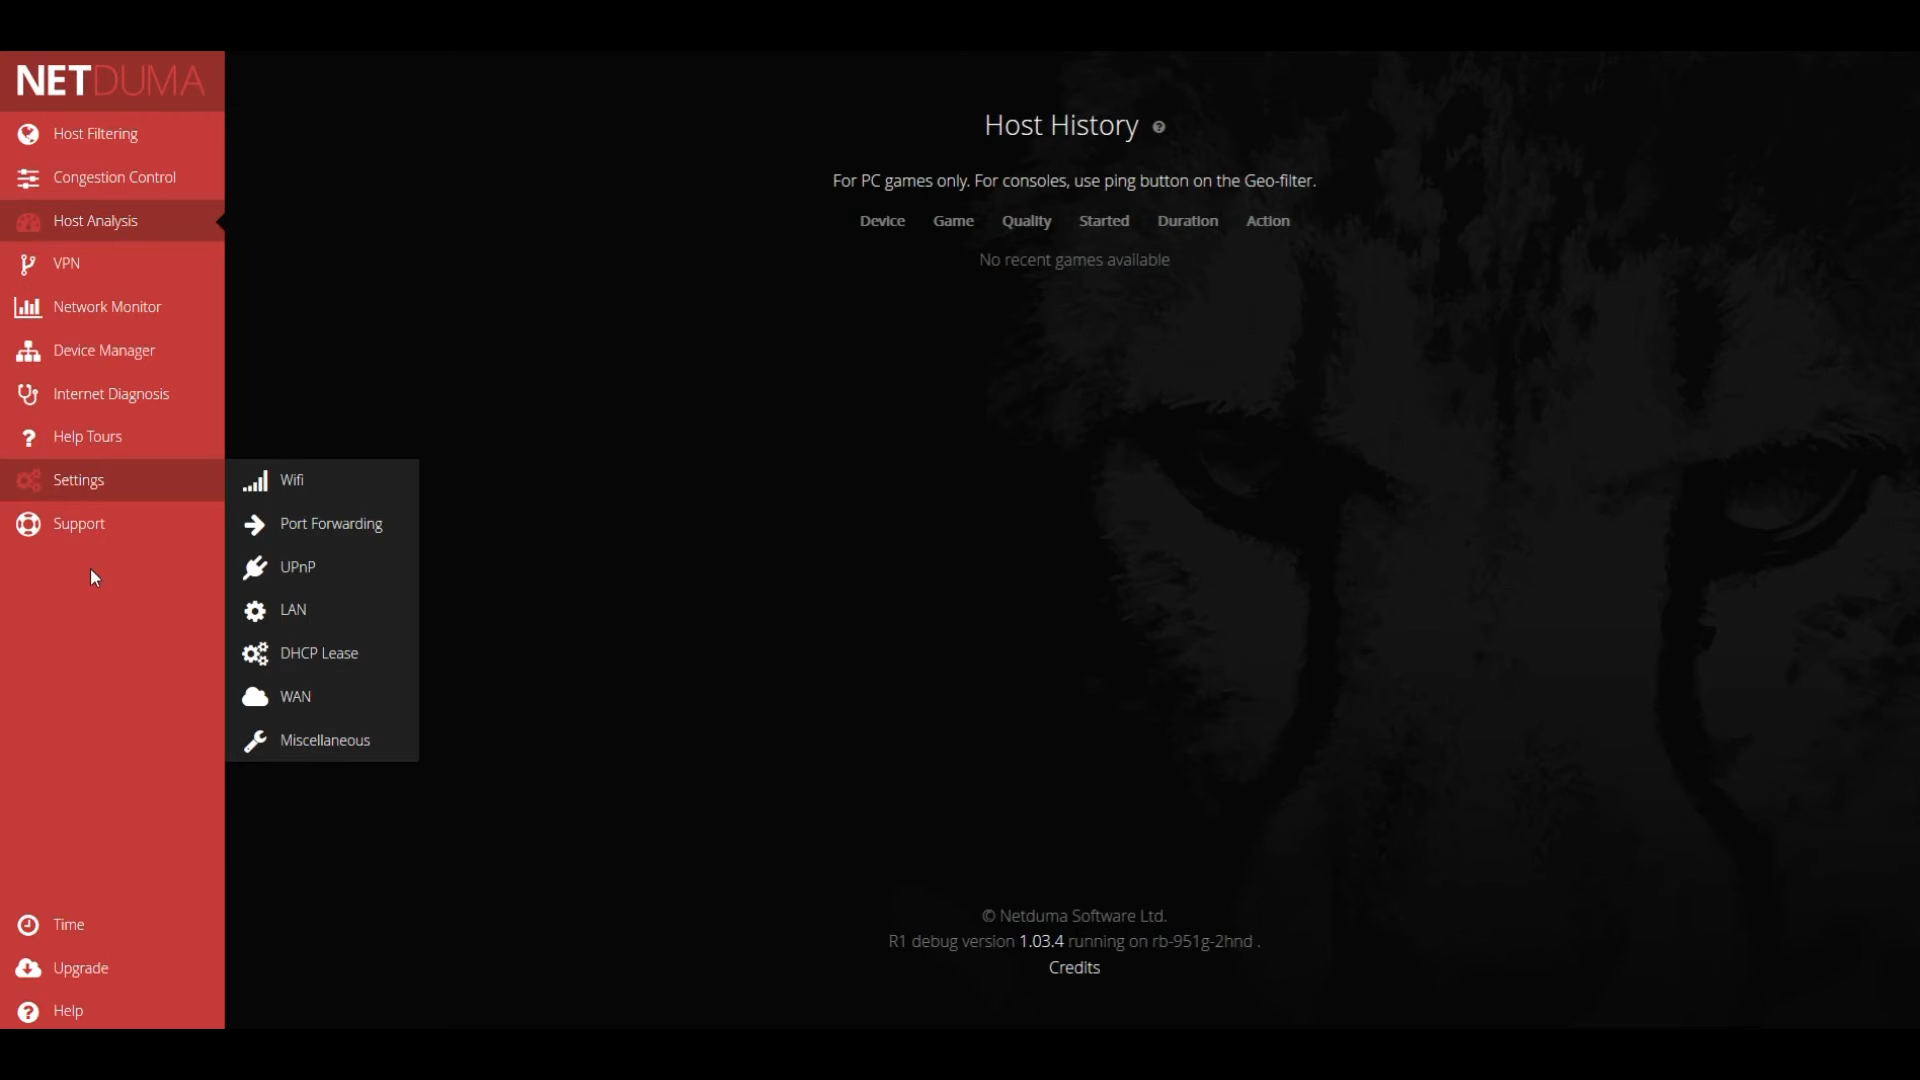 NETDUMA
Host Filtering
Congestion Control
Host Analysis
VPN
Network Monitor
Device Manager
Internet Diagnosis
Help Tours
Settings
Support
Wifi
Port Forwarding
UPnP
LAN
DHCP Lease
WAN
Miscellaneous
Time
Upgrade
Help
Host History ?
For PC games only. For consoles, use ping button on the Geo-filter.
Device Game Quality Started Duration Action
No recent games available
© Netduma Software Ltd.
R1 debug version 1.03.4 running on rb-951g-2hnd .
Credits